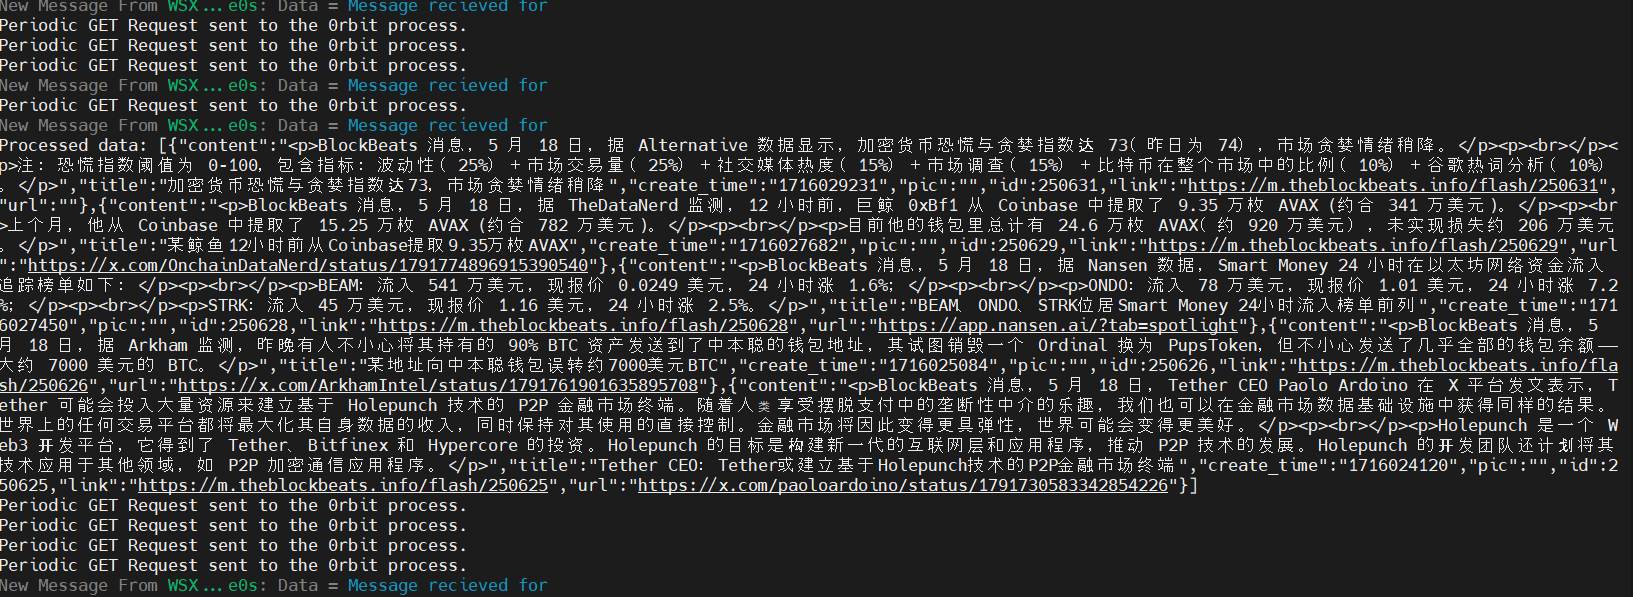 New Message From WSX...e0s: Data = Message recieved for
Periodic GET Request sent to the 0rbit process.
Periodic GET Request sent to the 0rbit process.
Periodic GET Request sent to the 0rbit process.
New Message From WSX...e0s: Data = Message recieved for
Periodic GET Request sent to the 0rbit process.
New Message From WSX...e0s: Data = Message recieved for
Processed data: [{"content":"<p>BlockBeats 消息，5 月 18 日，据 Alternative 数据显示，加密货币恐慌与贪婪指数达 73（昨日为 74），市场贪婪情绪稍降。</p><p><br></p><
p>注：恐慌指数阈值为 0-100，包含指标：波动性（25%）+市场交易量（25%）+社交媒体热度（15%）+市场调查（15%）+比特币在整个市场中的比例（10%）+谷歌热词分析（10%）
。</p>","title":"加密货币恐慌与贪婪指数达73，市场贪婪情绪稍降","create_time":"1716029231","pic":"","id":250631,"link":"https://m.theblockbeats.info/flash/250631",
"url":""},{"content":"<p>BlockBeats 消息，5 月 18 日，据 TheDataNerd 监测，12 小时前，巨鲸 0xBf1 从 Coinbase 中提取了 9.35 万枚 AVAX (约合 341 万美元)。</p><p><br
>上个月，他从 Coinbase 中提取了 15.25 万枚 AVAX (约合 782 万美元)。</p><p><br></p><p>目前他的钱包里总计有 24.6 万枚 AVAX（约 920 万美元），未实现损失约 206 万美元
。</p>","title":"某鲸鱼12小时前从Coinbase提取9.35万枚AVAX","create_time":"1716027682","pic":"","id":250629,"link":"https://m.theblockbeats.info/flash/250629","url
":"https://x.com/OnchainDataNerd/status/1791774896915390540"},{"content":"<p>BlockBeats 消息，5 月 18 日，据 Nansen 数据，Smart Money 24 小时在以太坊网络资金流入
追踪榜单如下：</p><p><br></p><p>BEAM：流入 541 万美元，现报价 0.0249 美元，24 小时涨 1.6%；</p><p><br></p><p>ONDO：流入 78 万美元，现报价 1.01 美元，24 小时涨 7.2
%；</p><p><br></p><p>STRK：流入 45 万美元，现报价 1.16 美元，24 小时涨 2.5%。</p>","title":"BEAM、ONDO、STRK位居Smart Money 24小时流入榜单前列","create_time":"171
6027450","pic":"","id":250628,"link":"https://m.theblockbeats.info/flash/250628","url":"https://app.nansen.ai/?tab=spotlight"},{"content":"<p>BlockBeats 消息，5
月 18 日，据 Arkham 监测，昨晚有人不小心将其持有的 90% BTC 资产发送到了中本聪的钱包地址，其试图销毁一个 Ordinal 换为 PupsToken，但不小心发送了几乎全部的钱包余额—
大约 7000 美元的 BTC。</p>","title":"某地址向中本聪钱包误转约7000美元BTC","create_time":"1716025084","pic":"","id":250626,"link":"https://m.theblockbeats.info/fla
sh/250626","url":"https://x.com/ArkhamIntel/status/1791761901635895708"},{"content":"<p>BlockBeats 消息，5 月 18 日，Tether CEO Paolo Ardoino 在 X 平台发文表示，T
ether 可能会投入大量资源来建立基于 Holepunch 技术的 P2P 金融市场终端。随着人类享受摆脱支付中的垄断性中介的乐趣，我们也可以在金融市场数据基础设施中获得同样的结果。
世界上的任何交易平台都将最大化其自身数据的收入，同时保持对其使用的直接控制。金融市场将因此变得更具弹性，世界可能会变得更美好。</p><p><br></p><p>Holepunch 是一个 W
eb3 开发平台，它得到了 Tether、Bitfinex 和 Hypercore 的投资。Holepunch 的目标是构建新一代的互联网层和应用程序，推动 P2P 技术的发展。Holepunch 的开发团队还计划将其
技术应用于其他领域，如 P2P 加密通信应用程序。</p>","title":"Tether CEO：Tether或建立基于Holepunch技术的P2P金融市场终端","create_time":"1716024120","pic":"","id":2
50625,"link":"https://m.theblockbeats.info/flash/250625","url":"https://x.com/paoloardoino/status/1791730583342854226"}]
Periodic GET Request sent to the 0rbit process.
Periodic GET Request sent to the 0rbit process.
Periodic GET Request sent to the 0rbit process.
Periodic GET Request sent to the 0rbit process.
New Message From WSX...e0s: Data = Message recieved for